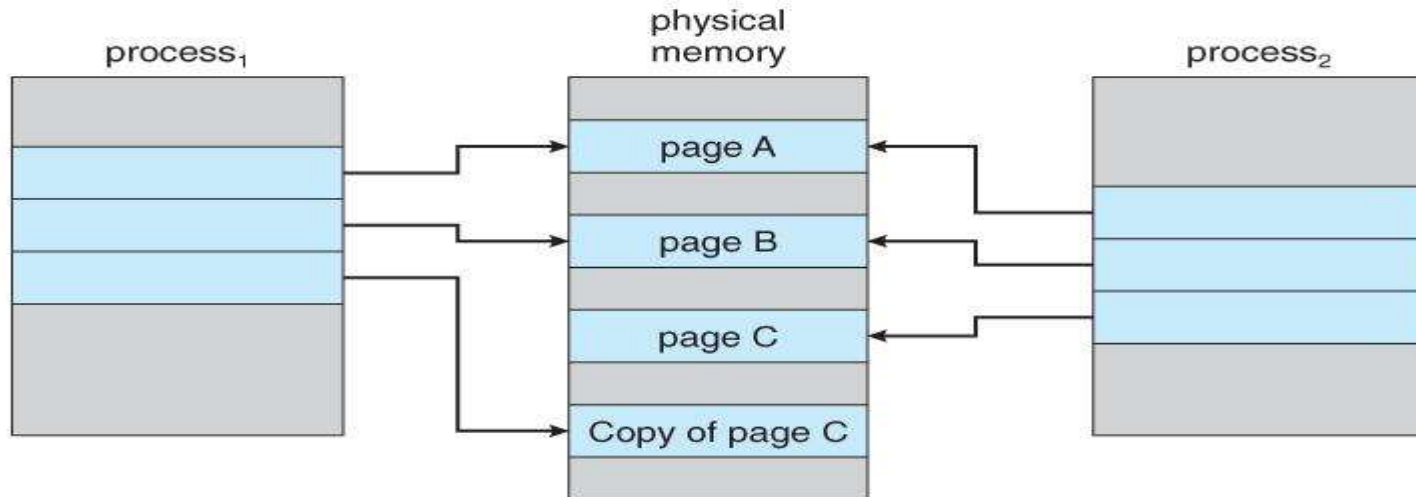 process₁
physical
memory
process₂
page A
page B
page C
Copy of page C